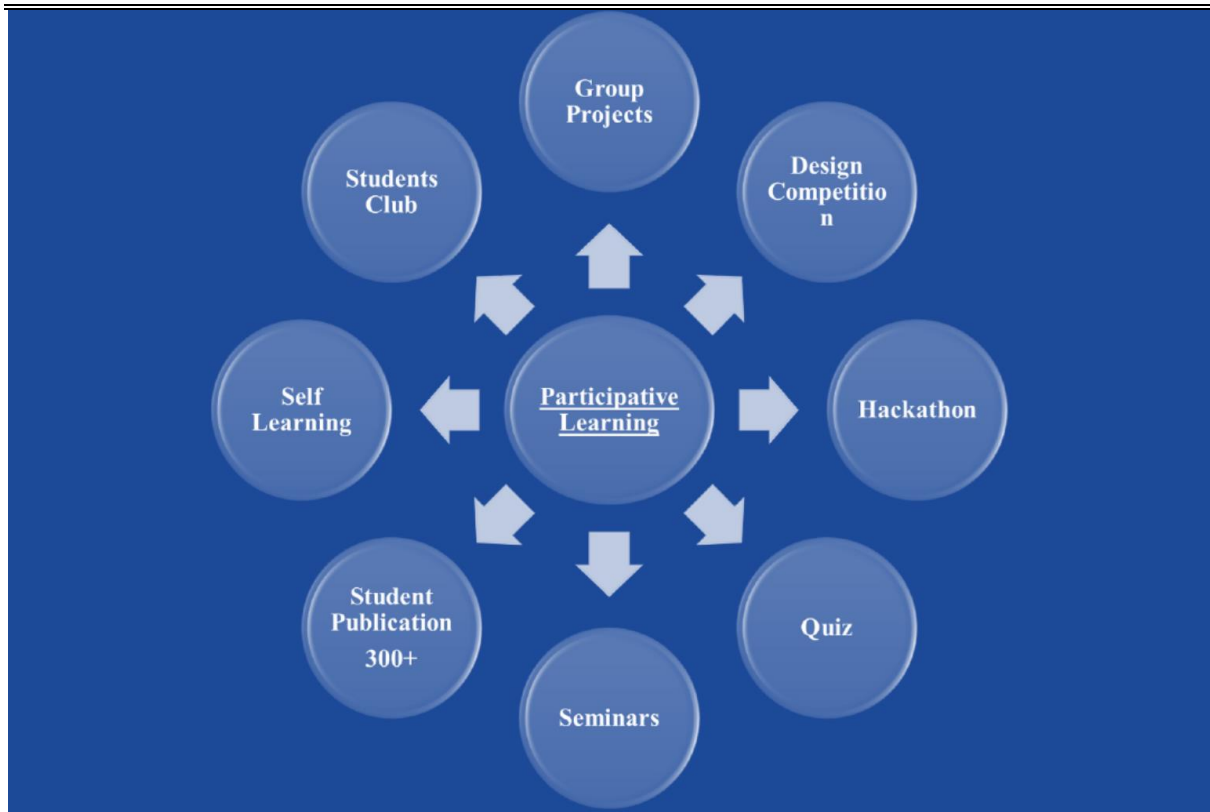 Group
Projects
Design
Competitio
n
Hackathon
Quiz
Seminars
Student
Publication
300+
Self
Learning
Students
Club
Participative
Learning